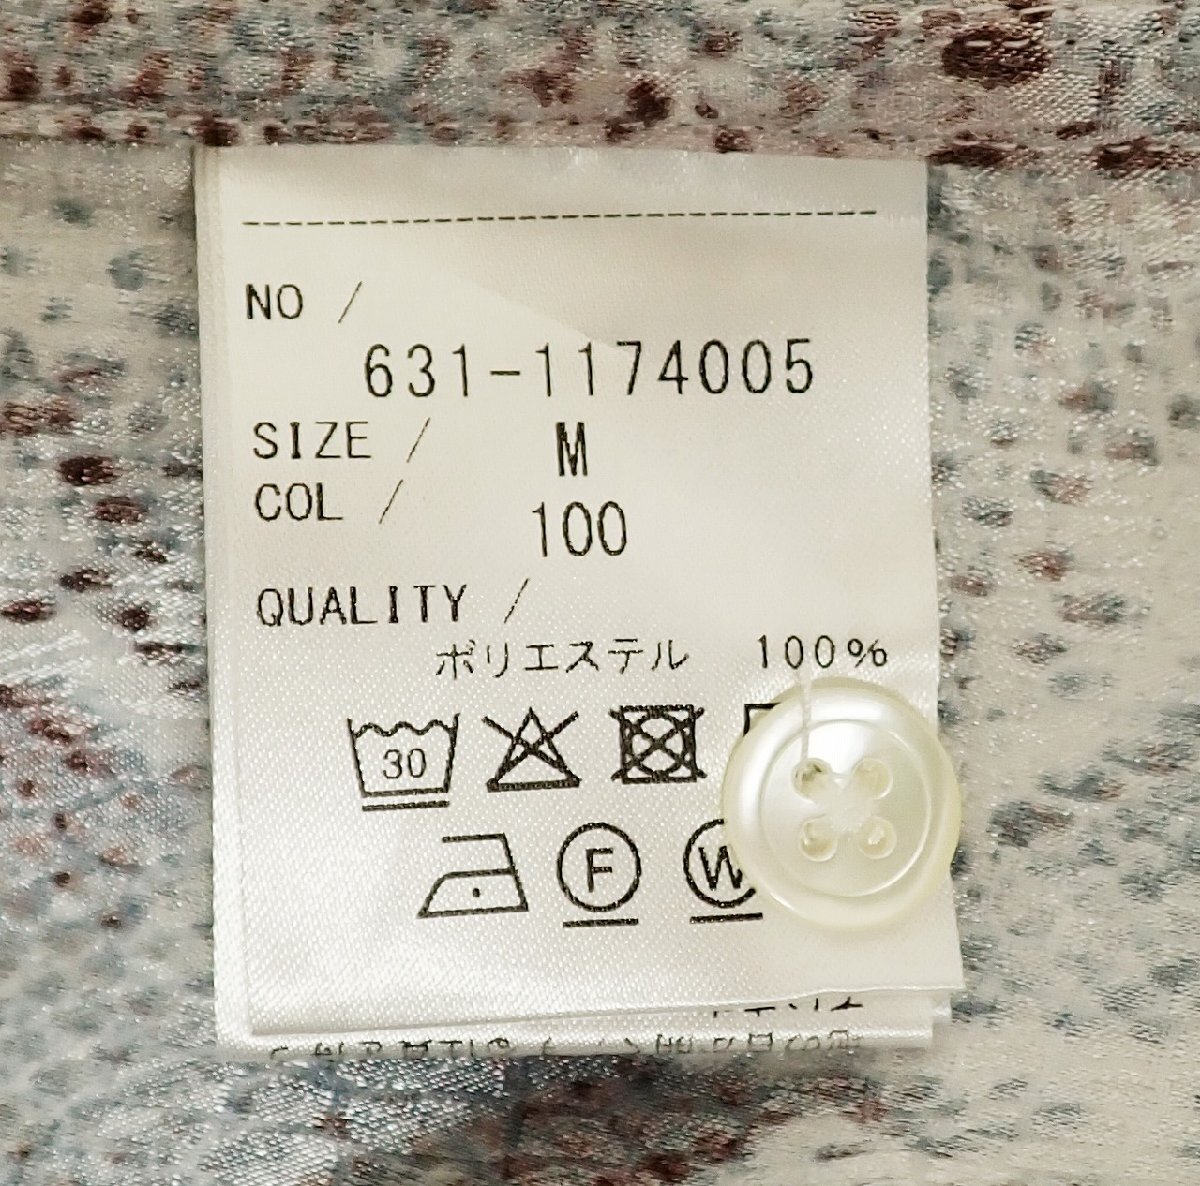 NO /
631-1174005
SIZE / M
COL / 100
QUALITY /
ポリエステル 100%
30
F W